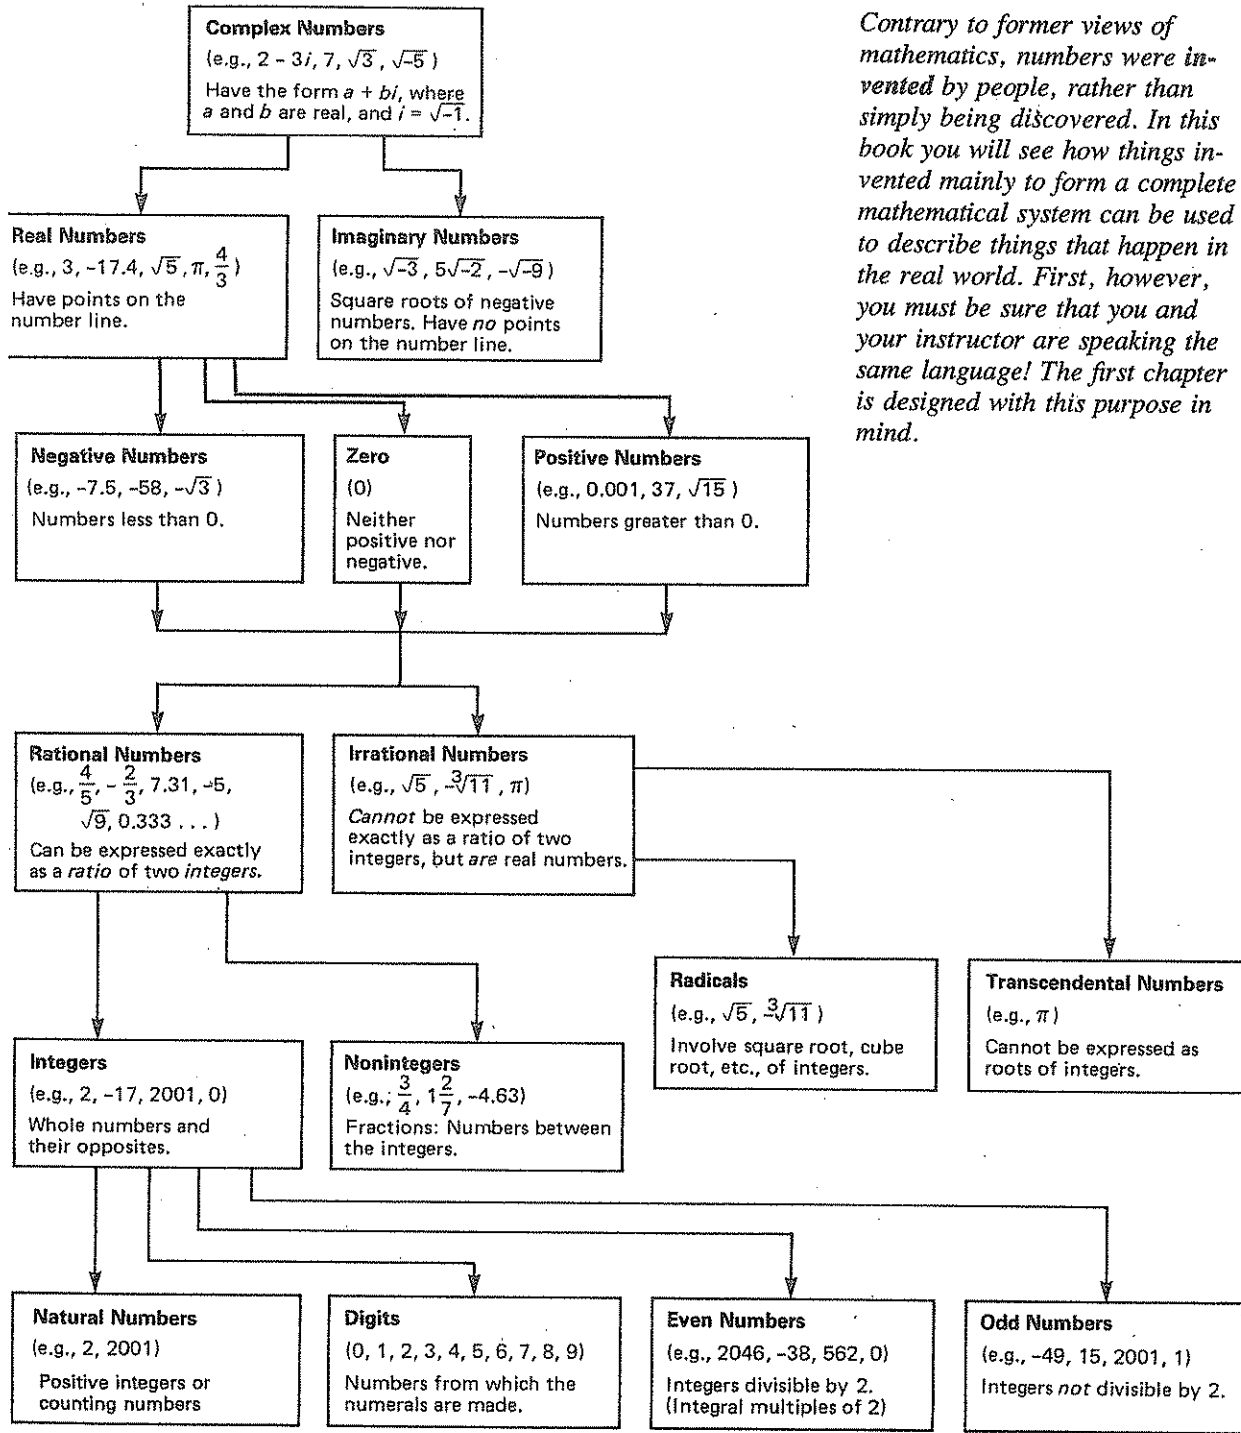 Complex Numbers
(e.g., 2 − 3i, 7, √3, √−5 )
Have the form a + bi, where
a and b are real, and i = √−1.
Contrary to former views of
mathematics, numbers were in-
vented by people, rather than
simply being discovered. In this
book you will see how things in-
vented mainly to form a complete
mathematical system can be used
to describe things that happen in
the real world. First, however,
you must be sure that you and
your instructor are speaking the
same language! The first chapter
is designed with this purpose in
mind.
Real Numbers
(e.g., 3, −17.4, √5, π, 4/3)
Have points on the
number line.
Imaginary Numbers
(e.g., √−3, 5√−2, −√−9)
Square roots of negative
numbers. Have no points
on the number line.
Negative Numbers
(e.g., −7.5, −58, −√3)
Numbers less than 0.
Zero
(0)
Neither
positive nor
negative.
Positive Numbers
(e.g., 0.001, 37, √15 )
Numbers greater than 0.
Rational Numbers
(e.g., 4/5, − 2/3, 7.31, −5,
√9, 0.333 . . . )
Can be expressed exactly
as a ratio of two integers.
Irrational Numbers
(e.g., √5, −∛11, π)
Cannot be expressed
exactly as a ratio of two
integers, but are real numbers.
Radicals
(e.g., √5, −∛11 )
Involve square root, cube
root, etc., of integers.
Transcendental Numbers
(e.g., π)
Cannot be expressed as
roots of integers.
Integers
(e.g., 2, −17, 2001, 0)
Whole numbers and
their opposites.
Nonintegers
(e.g., 3/4, 1 2/7, −4.63)
Fractions: Numbers between
the integers.
Natural Numbers
(e.g., 2, 2001)
Positive integers or
counting numbers
Digits
(0, 1, 2, 3, 4, 5, 6, 7, 8, 9)
Numbers from which the
numerals are made.
Even Numbers
(e.g., 2046, −38, 562, 0)
Integers divisible by 2.
(Integral multiples of 2)
Odd Numbers
(e.g., −49, 15, 2001, 1)
Integers not divisible by 2.